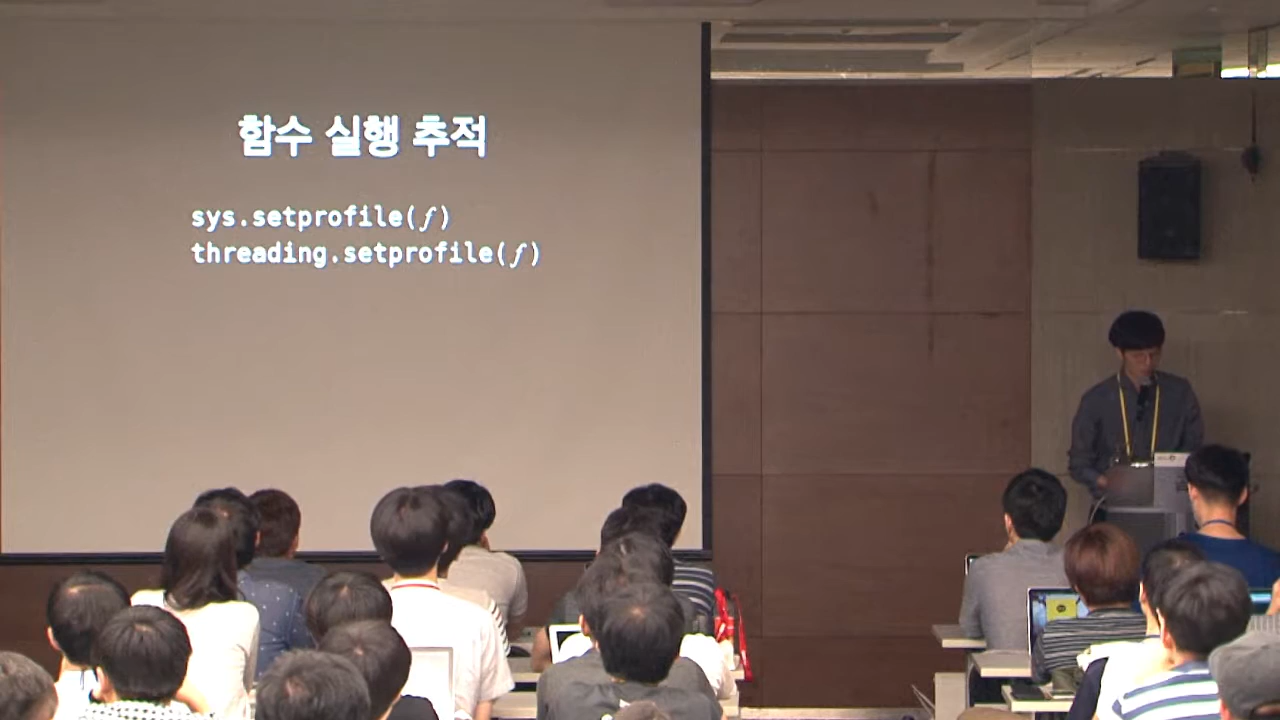 함수 실행 추적
sys.setprofile(ƒ)
threading.setprofile(ƒ)